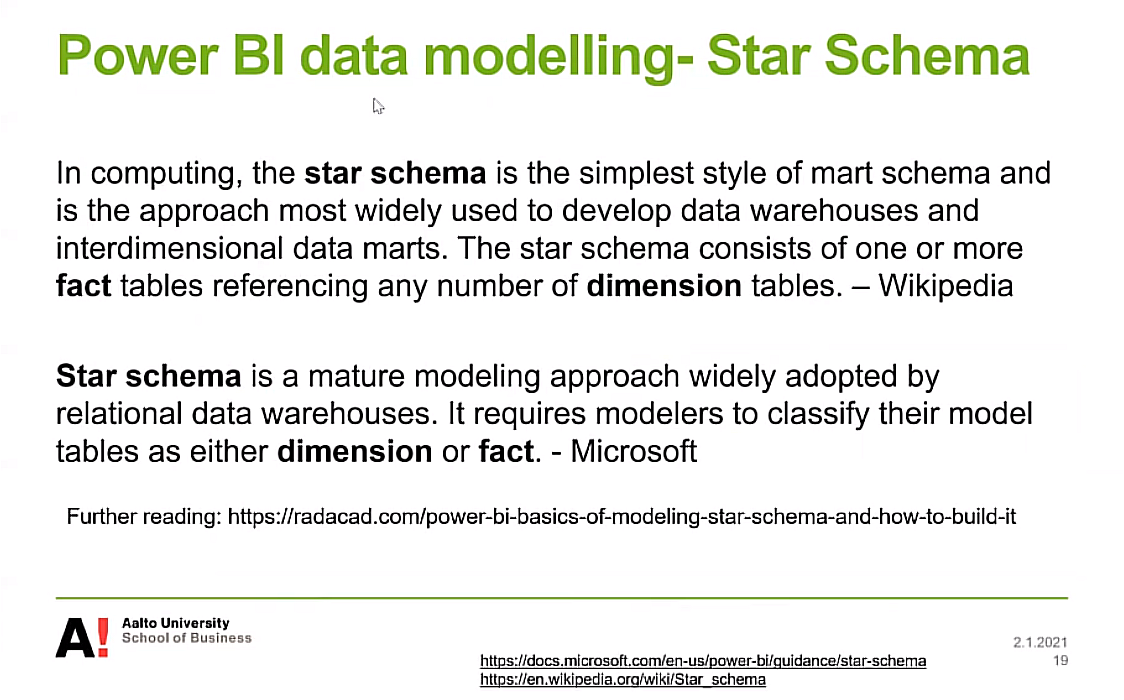 Power BI data modelling- Star Schema
In computing, the star schema is the simplest style of mart schema and
is the approach most widely used to develop data warehouses and
interdimensional data marts. The star schema consists of one or more
fact tables referencing any number of dimension tables. – Wikipedia
Star schema is a mature modeling approach widely adopted by
relational data warehouses. It requires modelers to classify their model
tables as either dimension or fact. - Microsoft
Further reading: https://radacad.com/power-bi-basics-of-modeling-star-schema-and-how-to-build-it
A!
Aalto University
School of Business
2.1.2021
19
https://docs.microsoft.com/en-us/power-bi/guidance/star-schema
https://en.wikipedia.org/wiki/Star_schema